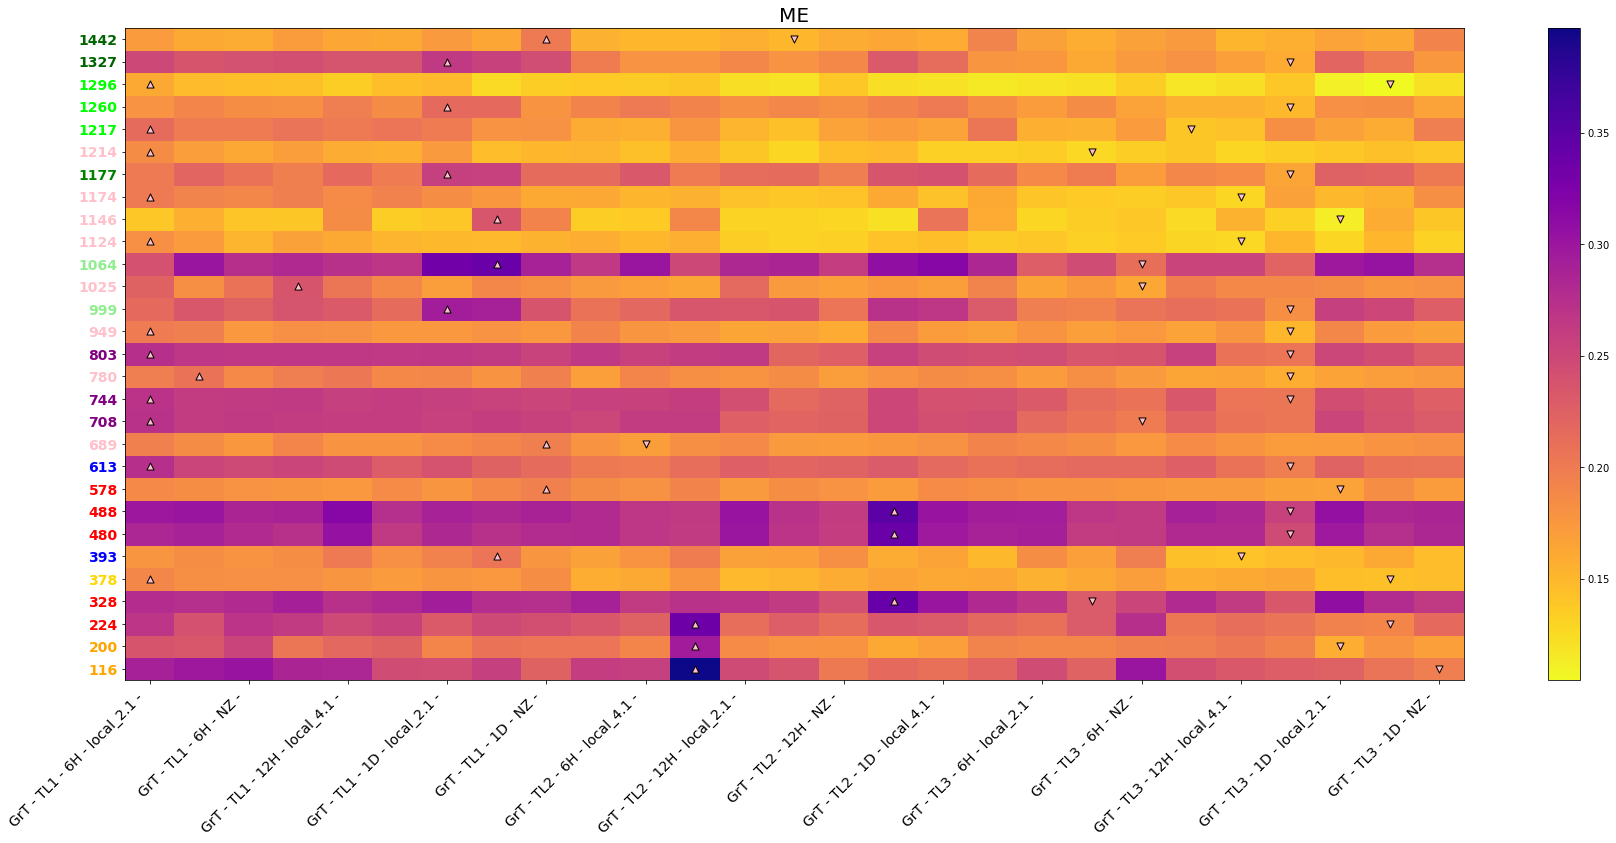 ME
1442
1327
1296
1260
1217
1214
1177
1174
1146
1124
1064
1025
999
949
803
780
744
708
689
613
578
488
480
393
378
328
224
200
116
0.35
0.30
0.25
0.20
0.15
GrT - TL1 - 6H - local_2.1 -
GrT - TL1 - 6H - NZ -
GrT - TL1 - 12H - local_4.1 -
GrT - TL1 - 1D - local_2.1 -
GrT - TL1 - 1D - NZ -
GrT - TL2 - 6H - local_4.1 -
GrT - TL2 - 12H - local_2.1 -
GrT - TL2 - 12H - NZ -
GrT - TL2 - 1D - local_4.1 -
GrT - TL3 - 6H - local_2.1 -
GrT - TL3 - 6H - NZ -
GrT - TL3 - 12H - local_4.1 -
GrT - TL3 - 1D - local_2.1 -
GrT - TL3 - 1D - NZ -